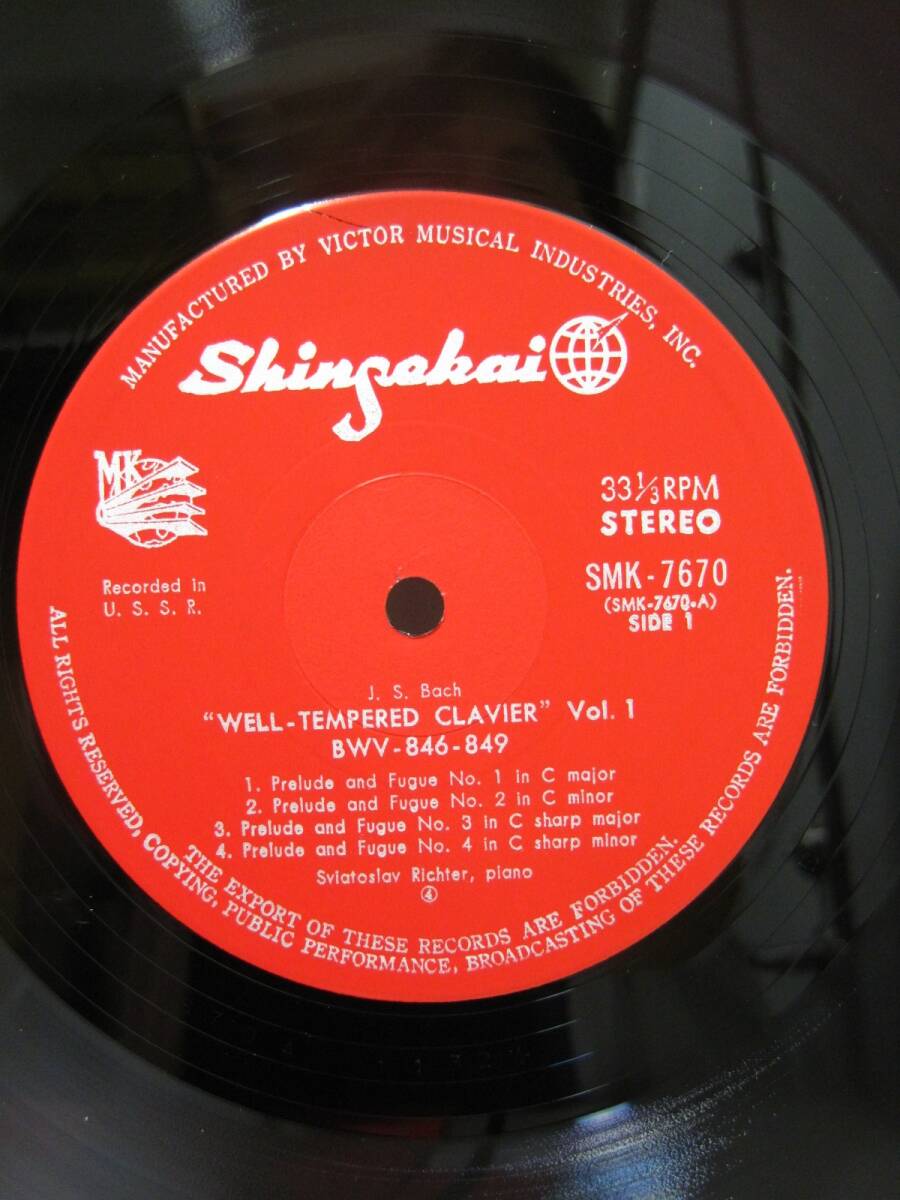 MANUFACTURED BY VICTOR MUSICAL INDUSTRIES, INC.
Shinsekai
MK
Recorded in
U. S. S. R.
33 1/3 RPM
STEREO
SMK-7670
(SMK-7670•A)
SIDE 1
J. S. Bach
"WELL-TEMPERED CLAVIER" Vol. 1
BWV-846-849
1. Prelude and Fugue No. 1 in C major
2. Prelude and Fugue No. 2 in C minor
3. Prelude and Fugue No. 3 in C sharp major
4. Prelude and Fugue No. 4 in C sharp minor
Sviatoslav Richter, piano
④
THE EXPORT OF THESE RECORDS ARE FORBIDDEN.
ALL RIGHTS RESERVED, COPYING, PUBLIC PERFORMANCE, BROADCASTING OF THESE RECORDS ARE FORBIDDEN.